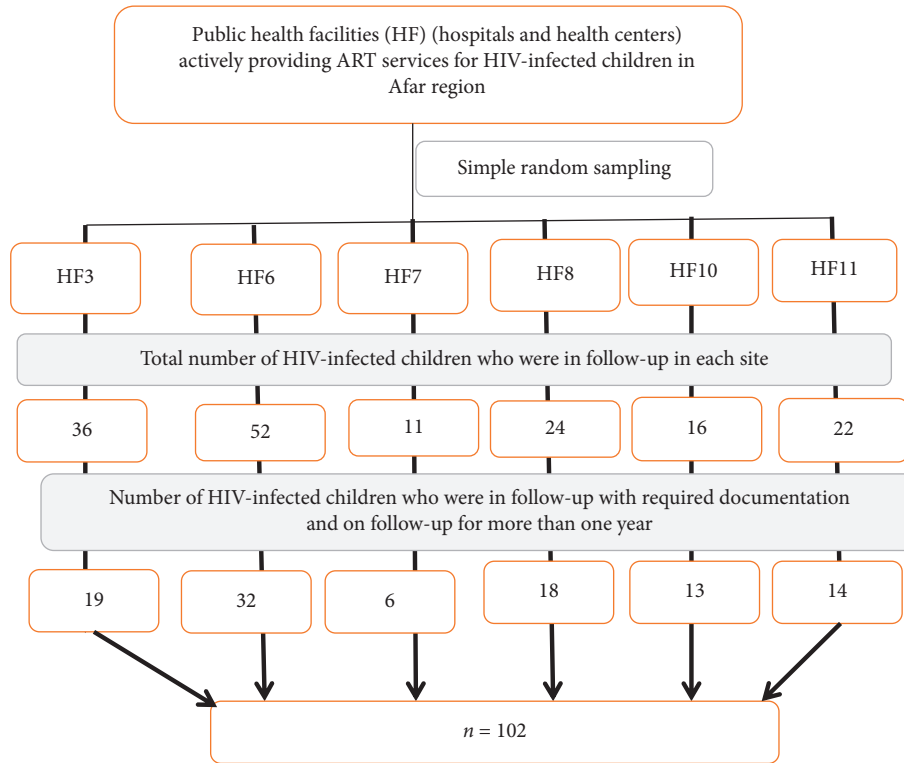 Public health facilities (HF) (hospitals and health centers)
actively providing ART services for HIV-infected children in
Afar region
Simple random sampling
HF3
HF6
HF7
HF8
HF10
HF11
Total number of HIV-infected children who were in follow-up in each site
36
52
11
24
16
22
Number of HIV-infected children who were in follow-up with required documentation
and on follow-up for more than one year
19
32
6
18
13
14
n = 102